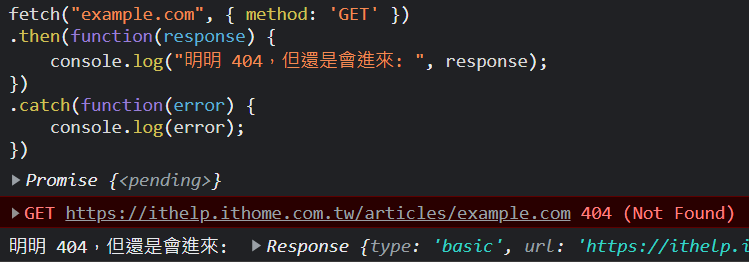 fetch("example.com", { method: 'GET' })
.then(function(response) {
    console.log("明明 404，但還是會進來: ", response);
})
.catch(function(error) {
    console.log(error);
})
Promise {<pending>}
GET https://ithelp.ithome.com.tw/articles/example.com 404 (Not Found)
明明 404，但還是會進來:  Response {type: 'basic', url: 'https://ithelp.i